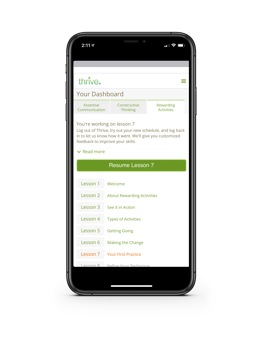 2:11
thrive.
Your Dashboard
Essential Communication
Constructive Thinking
Rewarding Activities
You're working on lesson 7
Log out of Thrive, try out your new schedule, and log back
in to let us know how it went. We'll give you customized
feedback to improve your skills.
Read more
Resume Lesson 7
Lesson 1 Welcome
Lesson 2 About Rewarding Activities
Lesson 3 See it in Action
Lesson 4 Types of Activities
Lesson 5 Getting Going
Lesson 6 Making the Change
Lesson 7 Your First Practice
Lesson 8